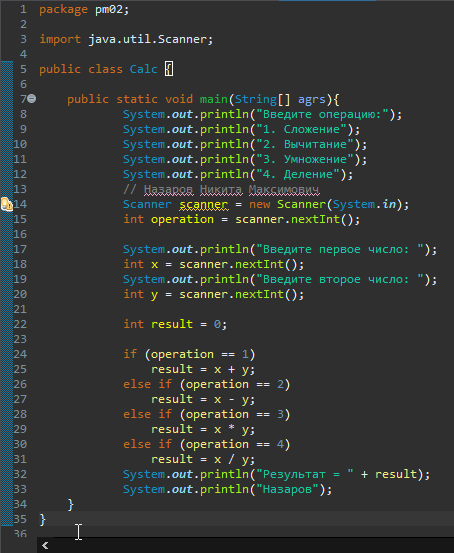 1 package pm02;
2
3 import java.util.Scanner;
4
5 public class Calc {
6
7 public static void main(String[] agrs){
8 System.out.println("Введите операцию:");
9 System.out.println("1. Сложение");
10 System.out.println("2. Вычитание");
11 System.out.println("3. Умножение");
12 System.out.println("4. Деление");
13 // Назаров Никита Максимович
14 Scanner scanner = new Scanner(System.in);
15 int operation = scanner.nextInt();
16
17 System.out.println("Введите первое число: ");
18 int x = scanner.nextInt();
19 System.out.println("Введите второе число: ");
20 int y = scanner.nextInt();
21
22 int result = 0;
23
24 if (operation == 1)
25 result = x + y;
26 else if (operation == 2)
27 result = x - y;
28 else if (operation == 3)
29 result = x * y;
30 else if (operation == 4)
31 result = x / y;
32 System.out.println("Результат = " + result);
33 System.out.println("Назаров");
34 }
35 }
36